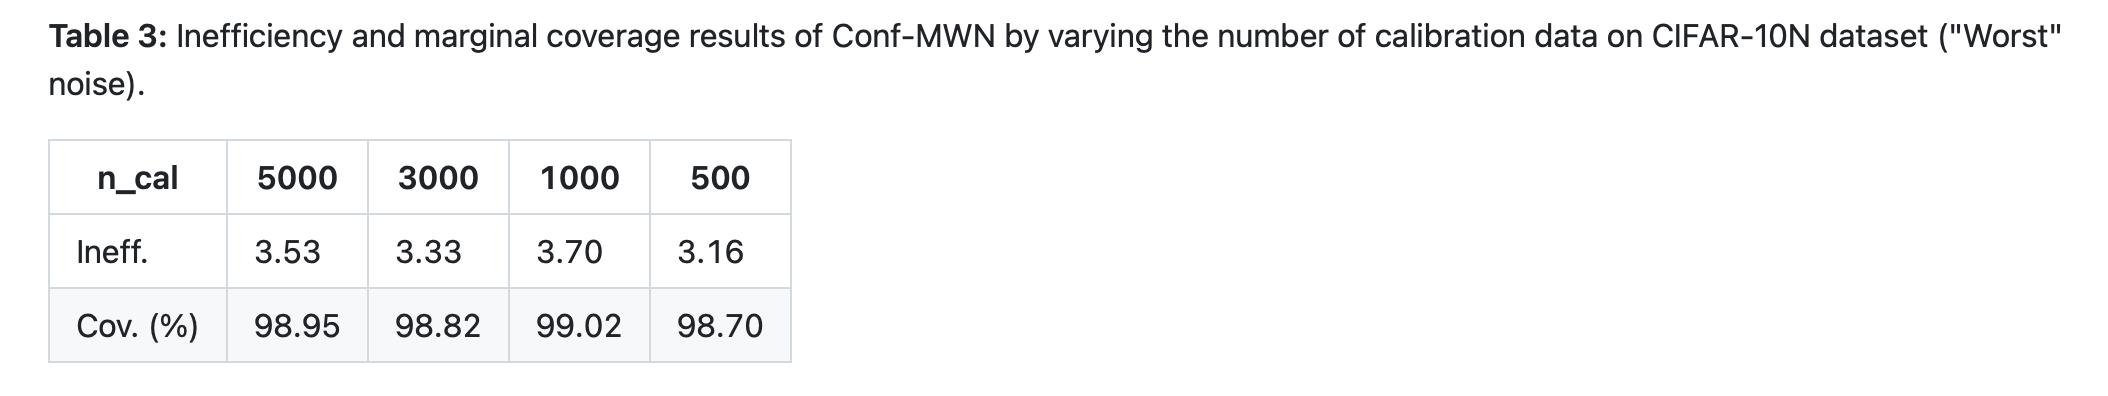 Table 3: Inefficiency and marginal coverage results of Conf-MWN by varying the number of calibration data on CIFAR-10N dataset ("Worst"
noise).
n_cal 5000 3000 1000 500
Ineff. 3.53 3.33 3.70 3.16
Cov. (%) 98.95 98.82 99.02 98.70